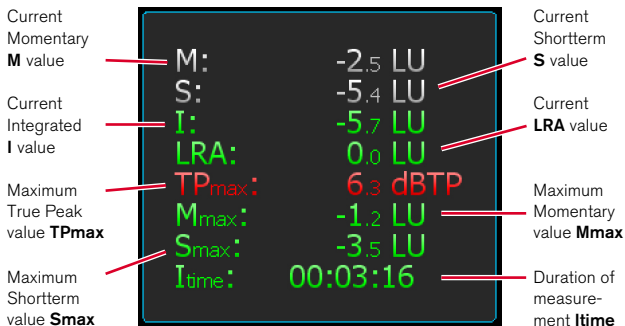 Current
Momentary
M value
Current
Integrated
I value
Maximum
True Peak
value TPmax
Maximum
Shortterm
value Smax
M: -2.5 LU
S: -5.4 LU
I: -5.7 LU
LRA: 0.0 LU
TPmax: 6.3 dBTP
Mmax: -1.2 LU
Smax: -3.5 LU
Itime: 00:03:16
Current
Shortterm
S value
Current
LRA value
Maximum
Momentary
value Mmax
Duration of
measure-
ment Itime